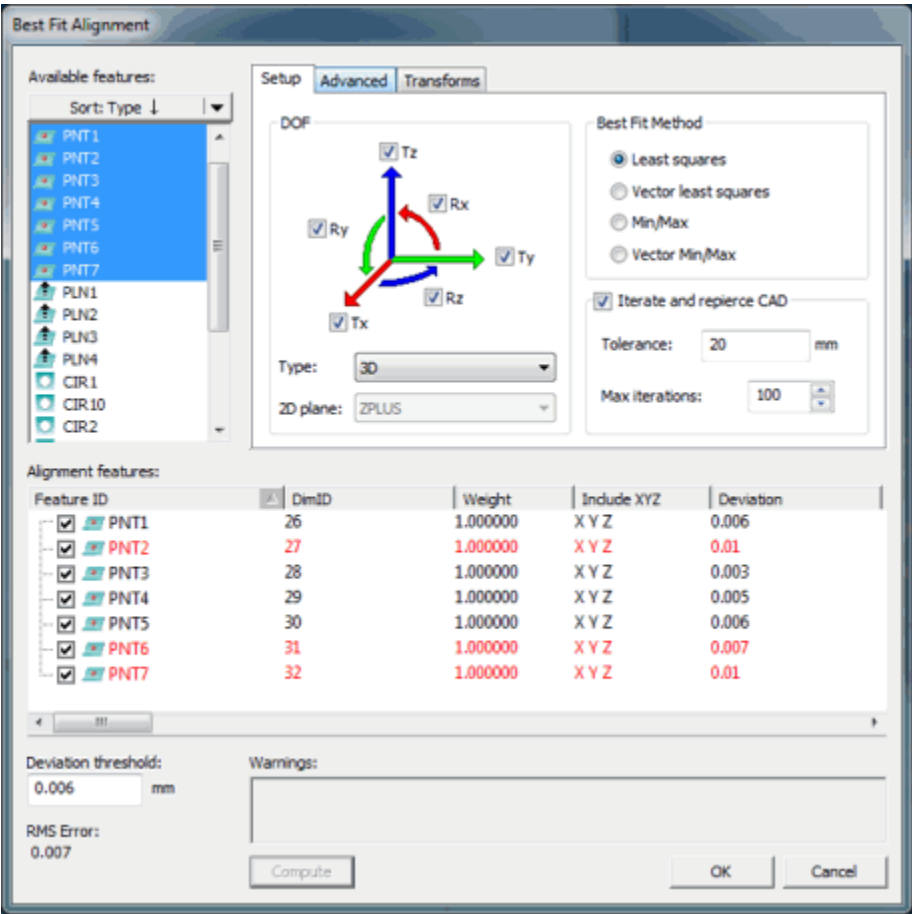 Best Fit Alignment
Available features:
Sort: Type ↓
PNT1
PNT2
PNT3
PNT4
PNT5
PNT6
PNT7
PLN1
PLN2
PLN3
PLN4
CIR1
CIR10
CIR2
Setup Advanced Transforms
DOF
Tz
Rx
Ry
Ty
Rz
Tx
Type: 3D
2D plane: ZPLUS
Best Fit Method
Least squares
Vector least squares
Min/Max
Vector Min/Max
Iterate and repierce CAD
Tolerance: 20 mm
Max iterations: 100
Alignment features:
Feature ID DimID Weight Include XYZ Deviation
PNT1 26 1.000000 X Y Z 0.006
PNT2 27 1.000000 X Y Z 0.01
PNT3 28 1.000000 X Y Z 0.003
PNT4 29 1.000000 X Y Z 0.005
PNT5 30 1.000000 X Y Z 0.006
PNT6 31 1.000000 X Y Z 0.007
PNT7 32 1.000000 X Y Z 0.01
Deviation threshold:
0.006 mm
RMS Error:
0.007
Warnings:
Compute OK Cancel